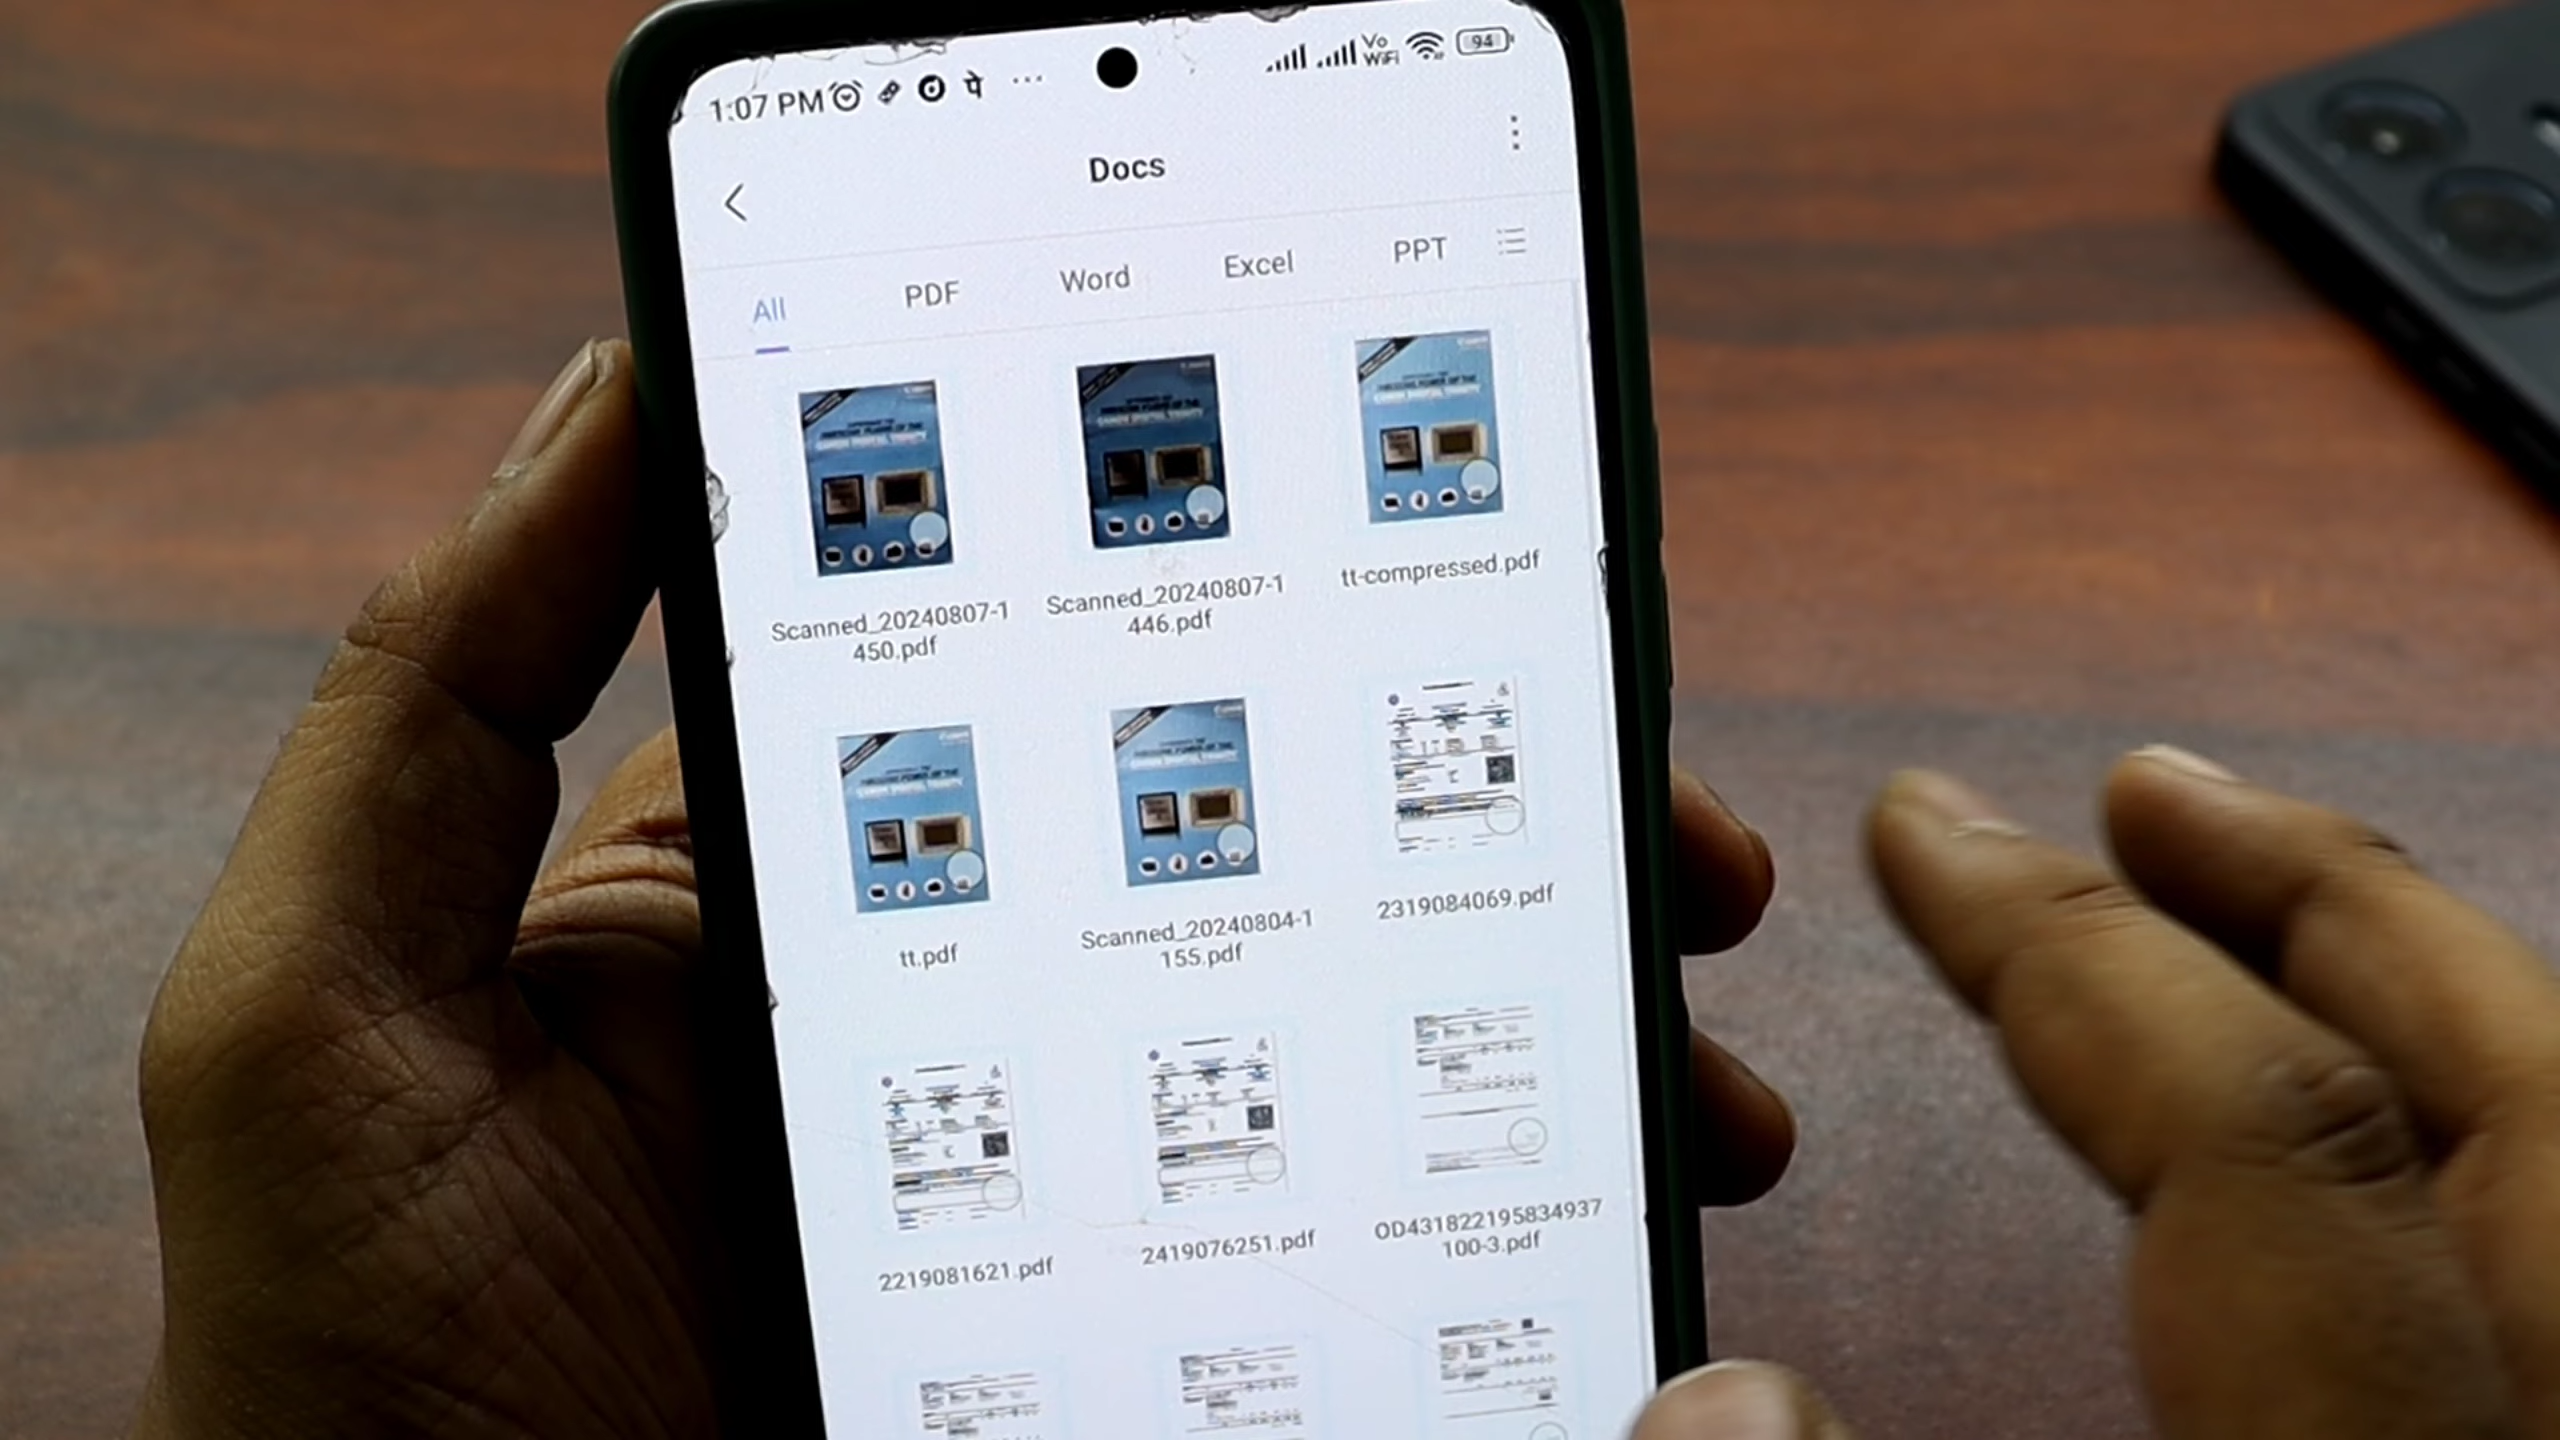 1:07 PM पे ... Vo WiFi 94
Docs
All PDF Word Excel PPT
Scanned_20240807-1
450.pdf
Scanned_20240807-1
446.pdf
tt-compressed.pdf
tt.pdf
Scanned_20240804-1
155.pdf
2319084069.pdf
2219081621.pdf
2419076251.pdf
OD431822195834937
100-3.pdf